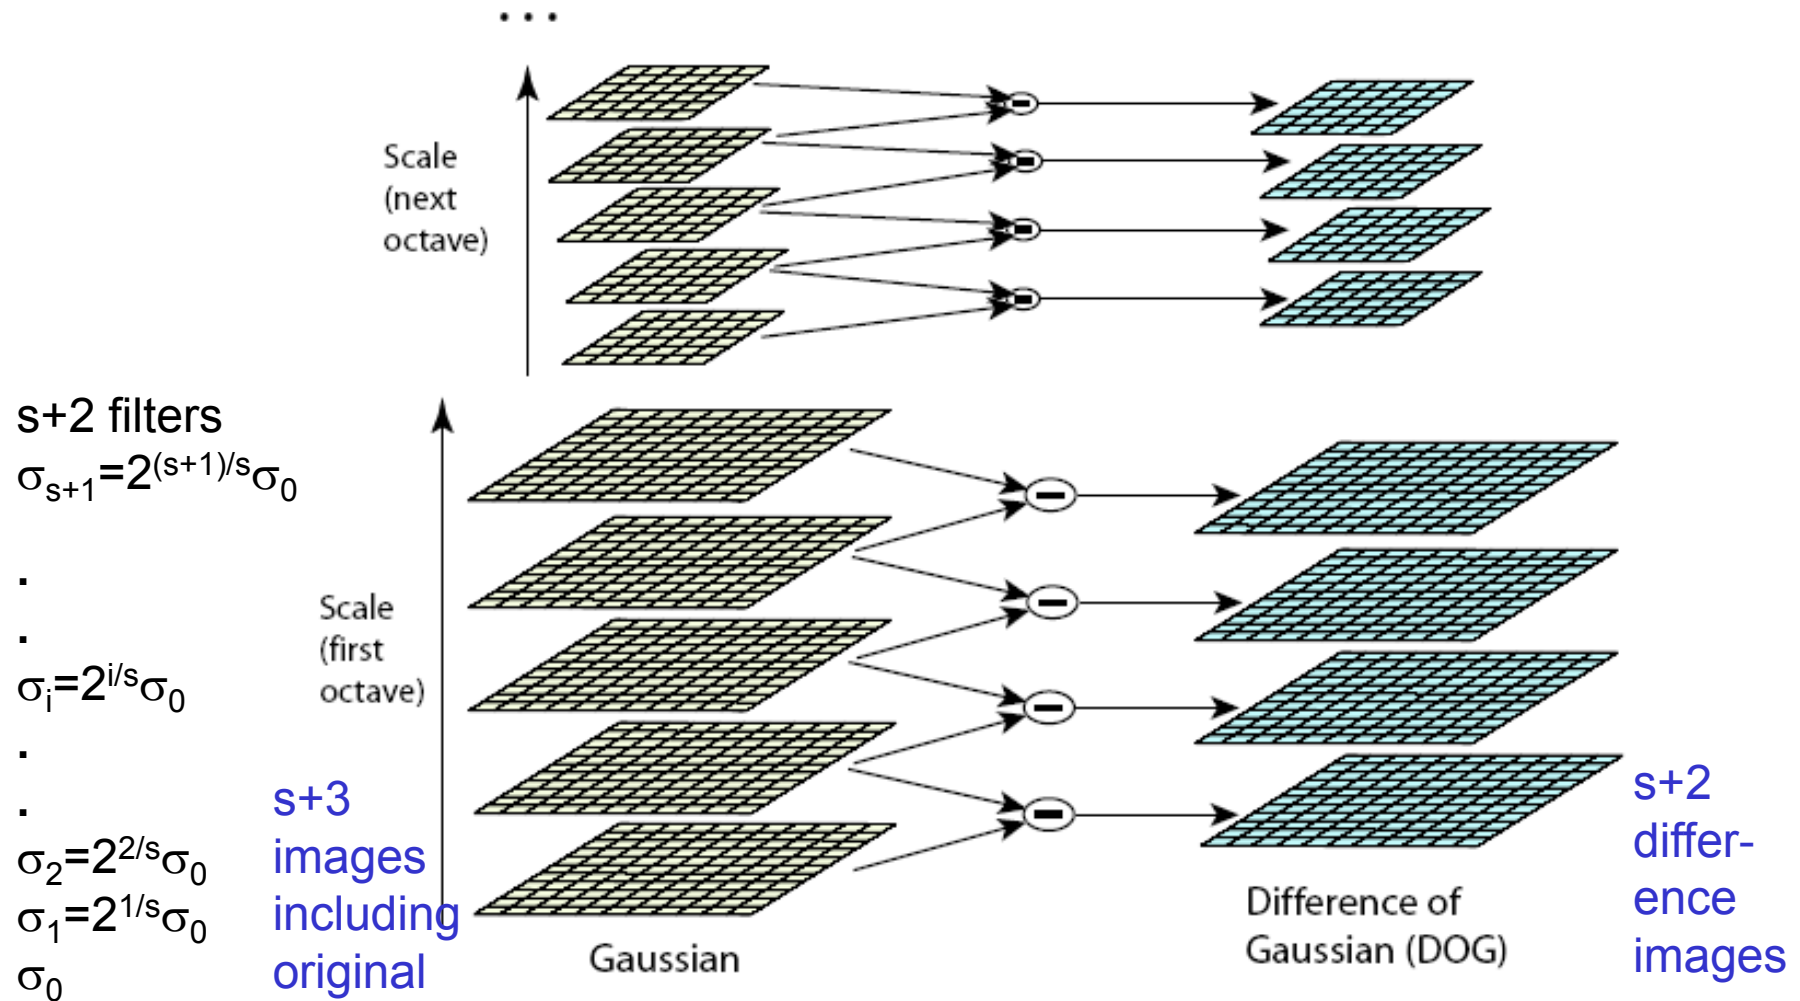 ...
Scale
(next
octave)
s+2 filters
σs+1=2(s+1)/sσ0
.
.
σi=2i/sσ0
.
.
σ2=22/sσ0
σ1=21/sσ0
σ0
Scale
(first
octave)
s+3
images
including
original
Gaussian
Difference of
Gaussian (DOG)
s+2
differ-
ence
images